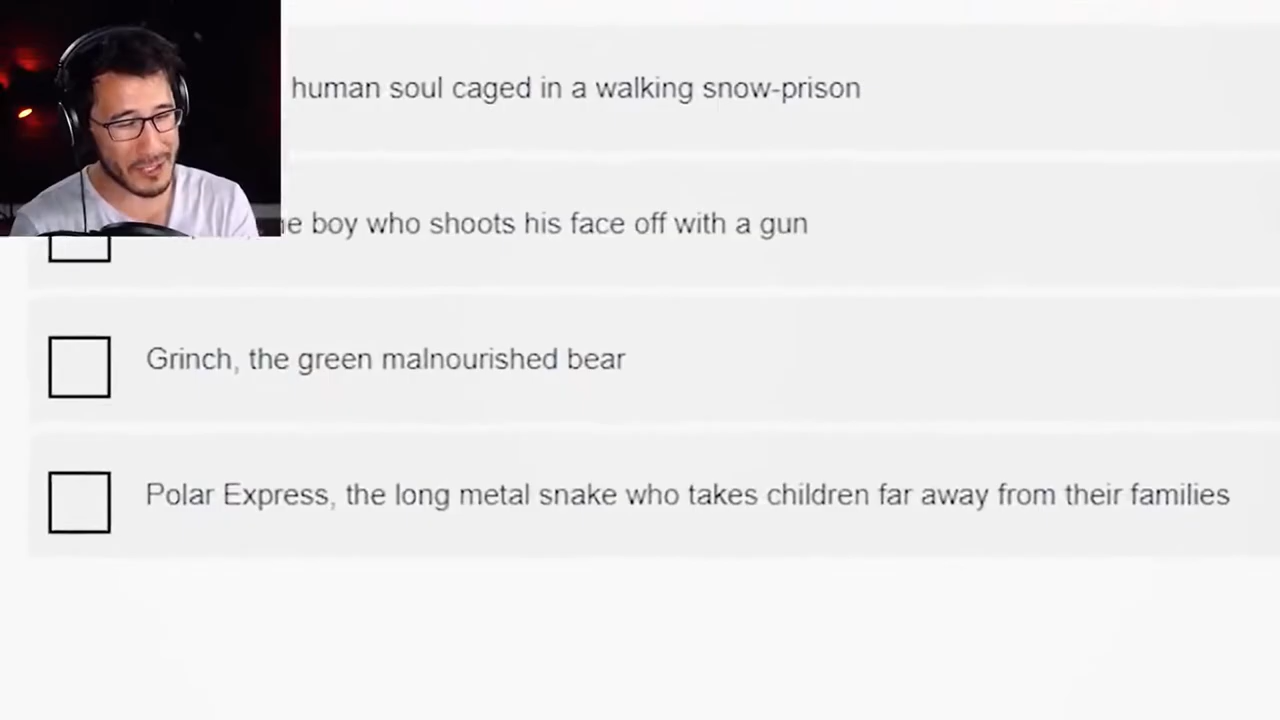 human soul caged in a walking snow-prison
boy who shoots his face off with a gun
Grinch, the green malnourished bear
Polar Express, the long metal snake who takes children far away from their families